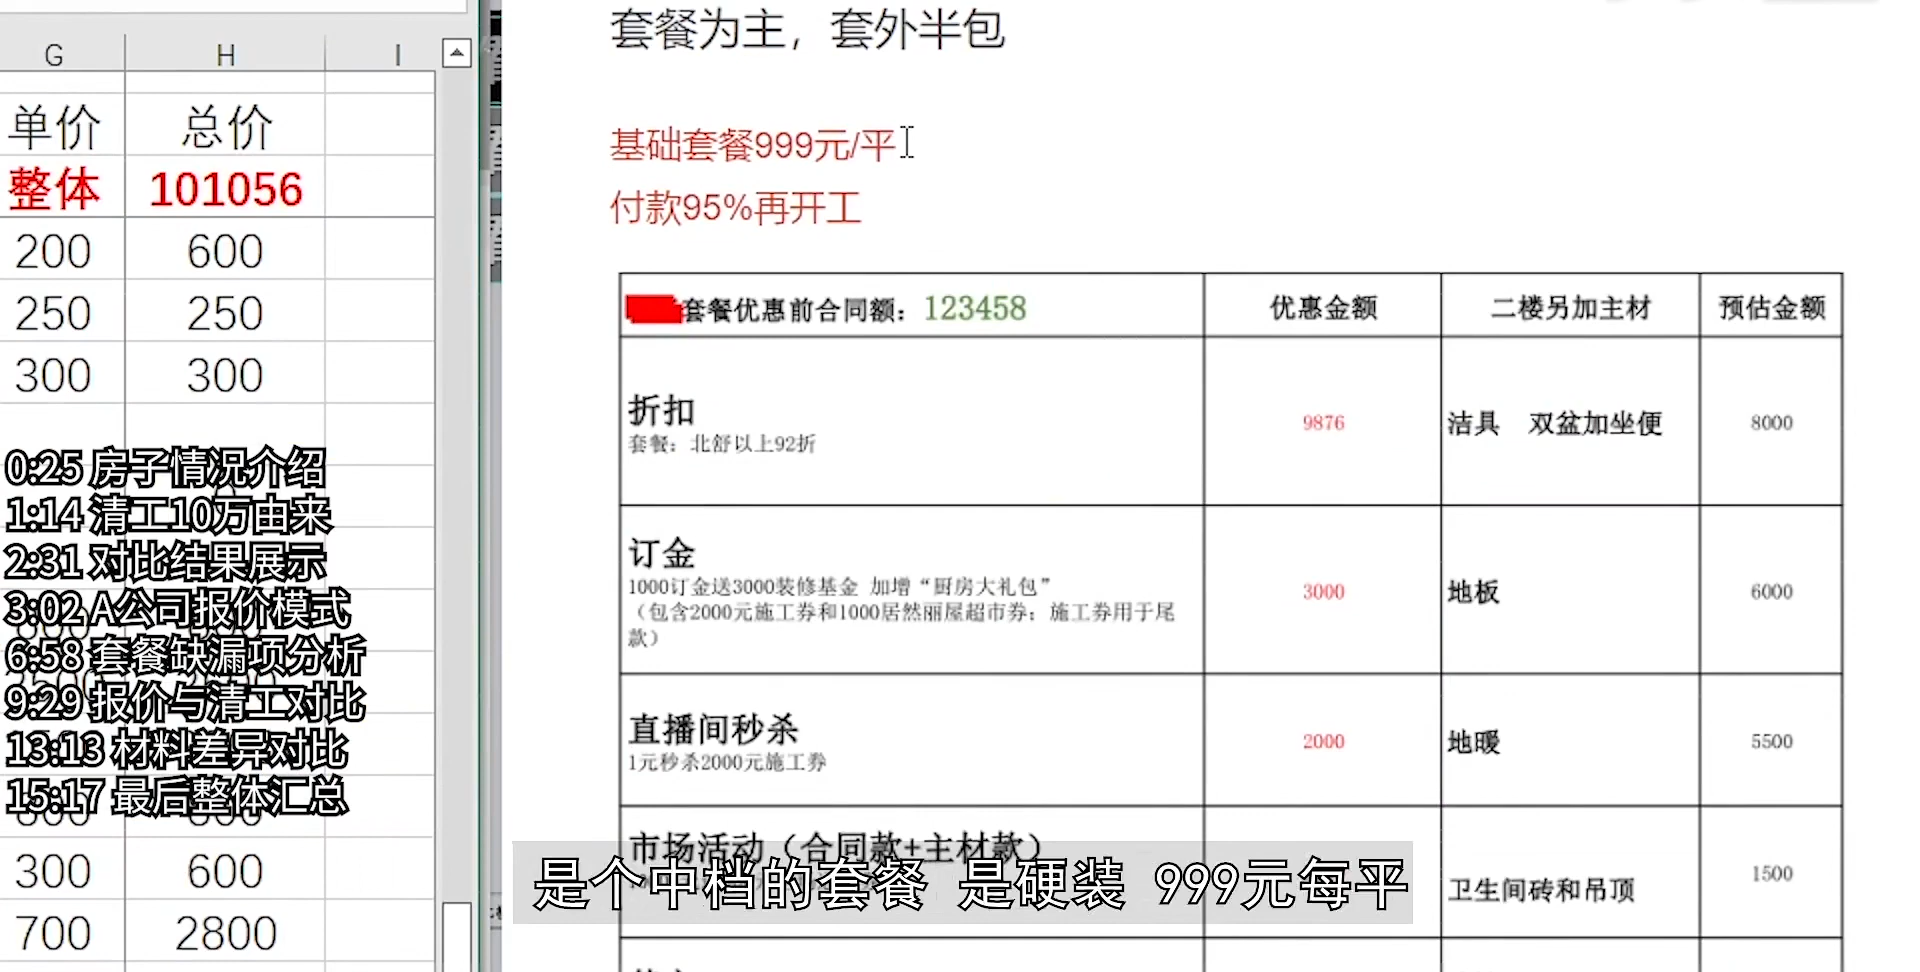 G H I
单价 总价
整体 101056
200 600
250 250
300 300
0:25 房子情况介绍
1:14 清工10万由来
2:31 对比结果展示
3:02 A公司报价模式
6:58 套餐缺漏项分析
9:29 报价与清工对比
13:13 材料差异对比
15:17 最后整体汇总
300 600
700 2800
套餐为主，套外半包
基础套餐999元/平
付款95%再开工
套餐优惠前合同额：123458 优惠金额 二楼另加主材 预估金额
折扣
套餐：北舒以上92折
9876 洁具 双盆加坐便 8000
订金
1000订金送3000装修基金 加增“厨房大礼包”
（包含2000元施工券和1000居然丽屋超市券；施工券用于尾
款）
3000 地板 6000
直播间秒杀
1元秒杀2000元施工券
2000 地暖 5500
市场活动（合同款+主材款）
卫生间砖和吊顶 1500
是个中档的套餐 是硬装 999元每平